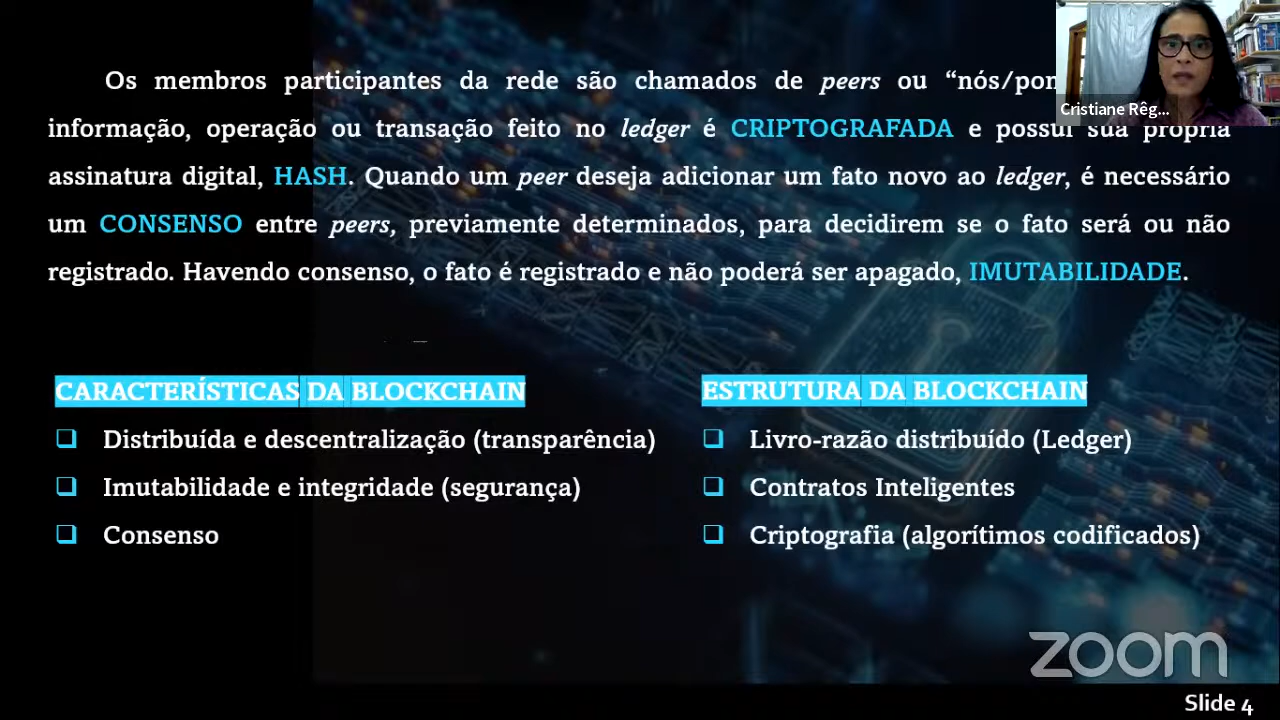 Os membros participantes da rede são chamados de peers ou “nós/pon
informação, operação ou transação feito no ledger é CRIPTOGRAFADA e possui sua própria
assinatura digital, HASH. Quando um peer deseja adicionar um fato novo ao ledger, é necessário
um CONSENSO entre peers, previamente determinados, para decidirem se o fato será ou não
registrado. Havendo consenso, o fato é registrado e não poderá ser apagado, IMUTABILIDADE.
Cristiane Rêg...
CARACTERÍSTICAS DA BLOCKCHAIN
Distribuída e descentralização (transparência)
Imutabilidade e integridade (segurança)
Consenso
ESTRUTURA DA BLOCKCHAIN
Livro-razão distribuído (Ledger)
Contratos Inteligentes
Criptografia (algorítimos codificados)
zoom
Slide 4